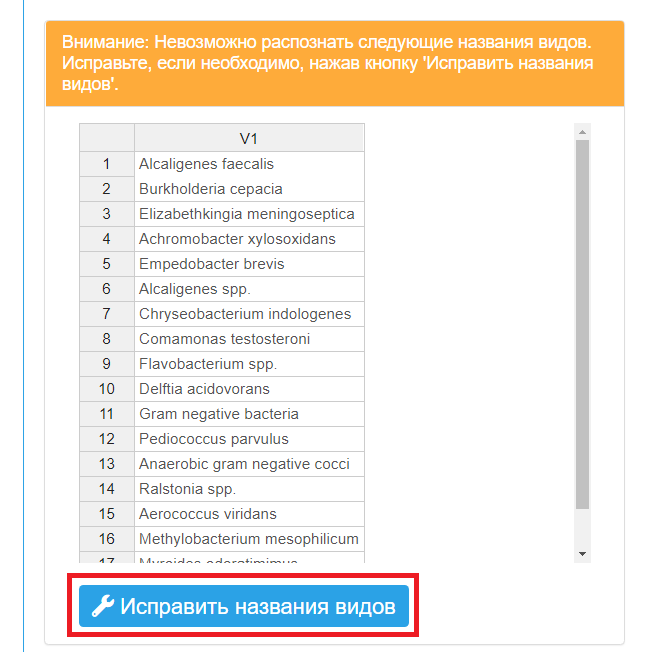 Внимание: Невозможно распознать следующие названия видов.
Исправьте, если необходимо, нажав кнопку 'Исправить названия
видов'.
V1
1 Alcaligenes faecalis
2 Burkholderia cepacia
3 Elizabethkingia meningoseptica
4 Achromobacter xylosoxidans
5 Empedobacter brevis
6 Alcaligenes spp.
7 Chryseobacterium indologenes
8 Comamonas testosteroni
9 Flavobacterium spp.
10 Delftia acidovorans
11 Gram negative bacteria
12 Pediococcus parvulus
13 Anaerobic gram negative cocci
14 Ralstonia spp.
15 Aerococcus viridans
16 Methylobacterium mesophilicum
17
Исправить названия видов